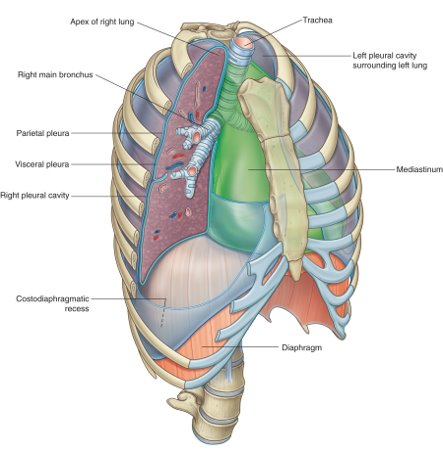 Apex of right lung
Trachea
Left pleural cavity
surrounding left lung
Right main bronchus
Parietal pleura
Visceral pleura
Mediastinum
Right pleural cavity
Costodiaphragmatic
recess
Diaphragm